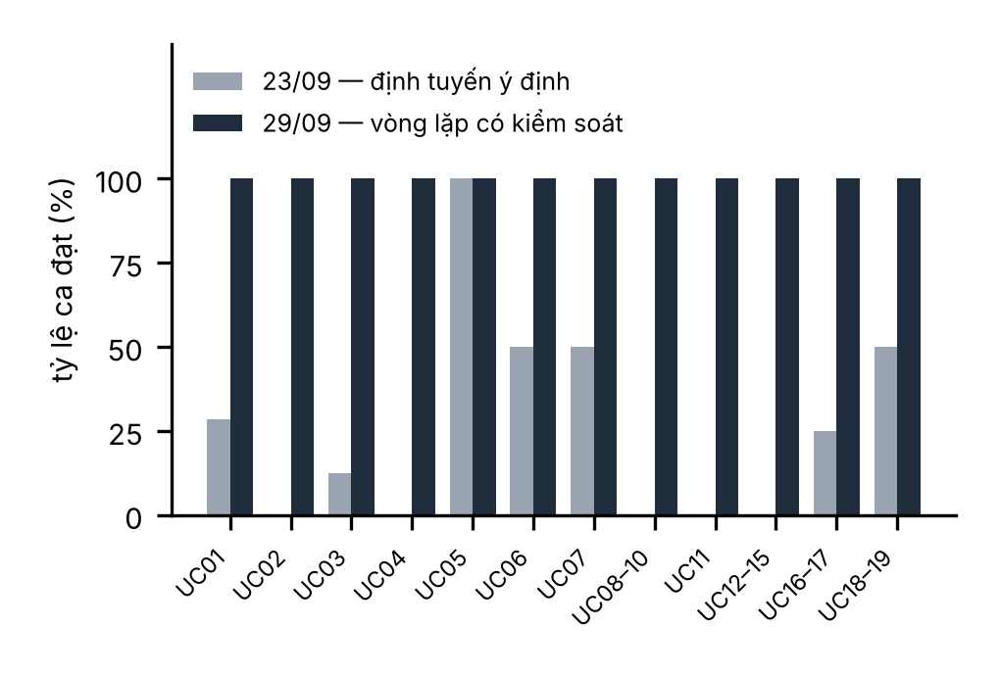 23/09 — định tuyến ý định
29/09 — vòng lặp có kiểm soát
tỷ lệ ca đạt (%)
100
75
50
25
0
UC01
UC02
UC03
UC04
UC05
UC06
UC07
UC08–10
UC11
UC12–15
UC16–17
UC18–19